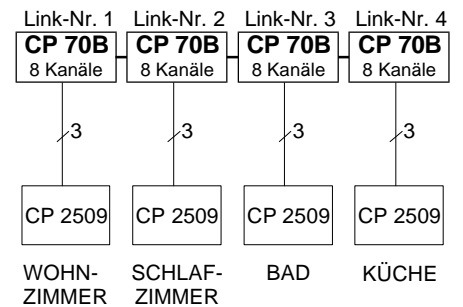 Link-Nr. 1 Link-Nr. 2 Link-Nr. 3 Link-Nr. 4
CP 70B CP 70B CP 70B CP 70B
8 Kanäle 8 Kanäle 8 Kanäle 8 Kanäle
3 3 3 3
CP 2509 CP 2509 CP 2509 CP 2509
WOHN- SCHLAF- BAD KÜCHE
ZIMMER ZIMMER